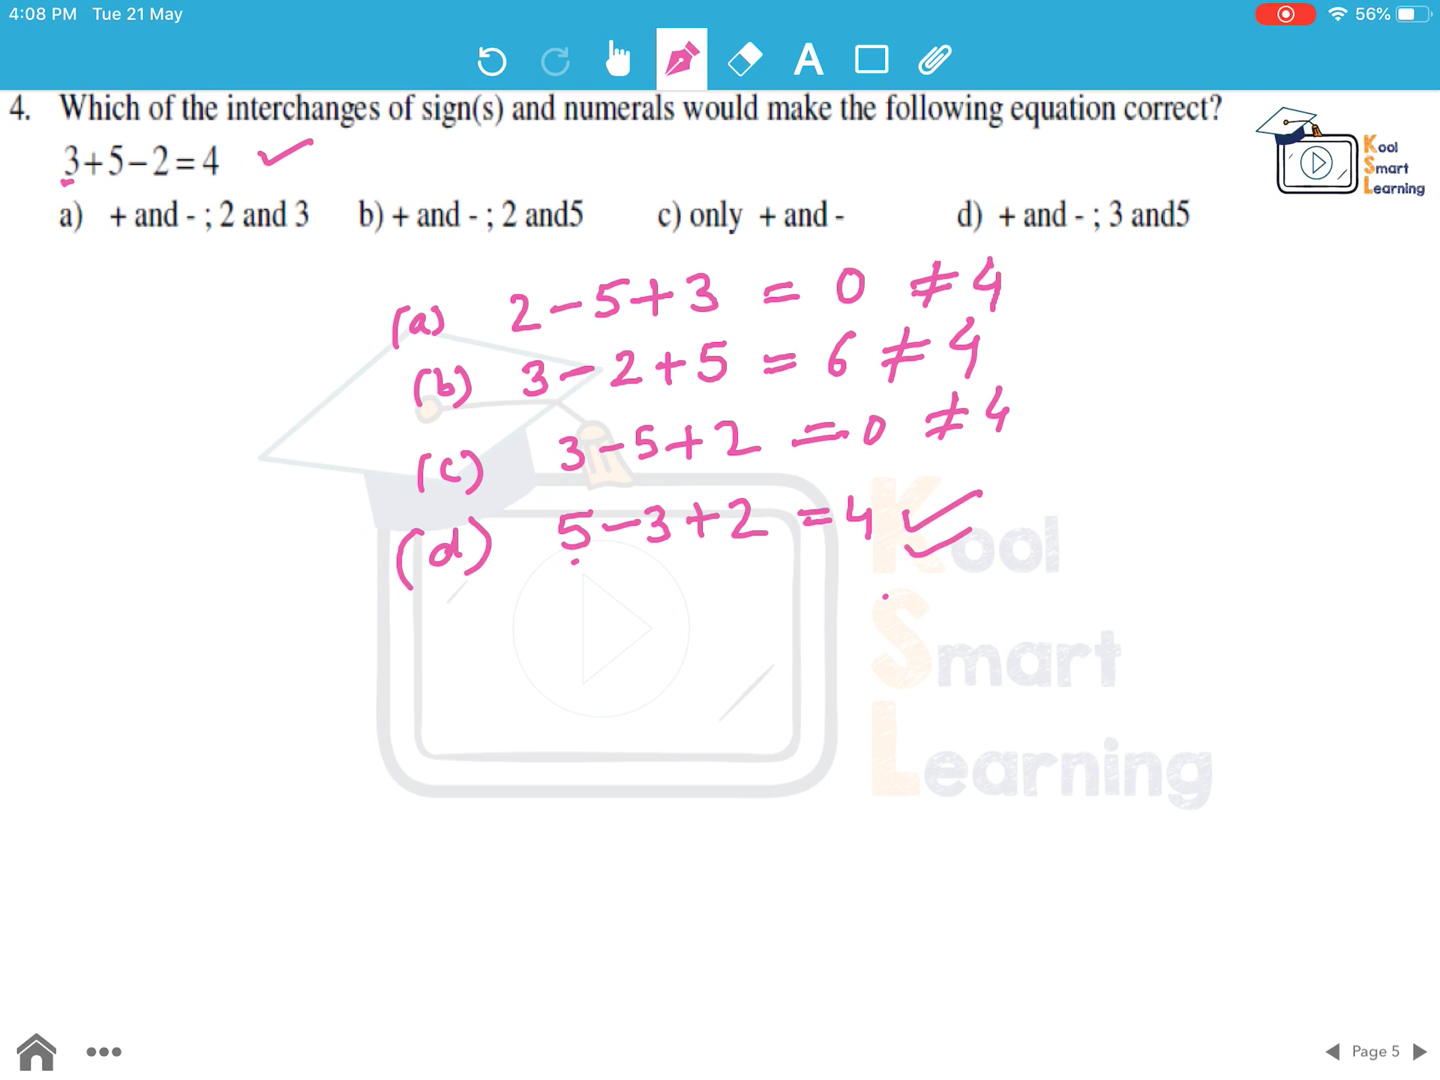 4:08 PM Tue 21 May 56%
A
4. Which of the interchanges of sign(s) and numerals would make the following equation correct?
3+5−2=4
a) + and - ; 2 and 3 b) + and - ; 2 and5 c) only + and - d) + and - ; 3 and5
Kool
Smart
Learning
(a) 2 − 5 + 3 = 0 ≠ 4
(b) 3 − 2 + 5 = 6 ≠ 4
(c) 3 − 5 + 2 = 0 ≠ 4
(d) 5 − 3 + 2 = 4
Kool
Smart
Learning
Page 5